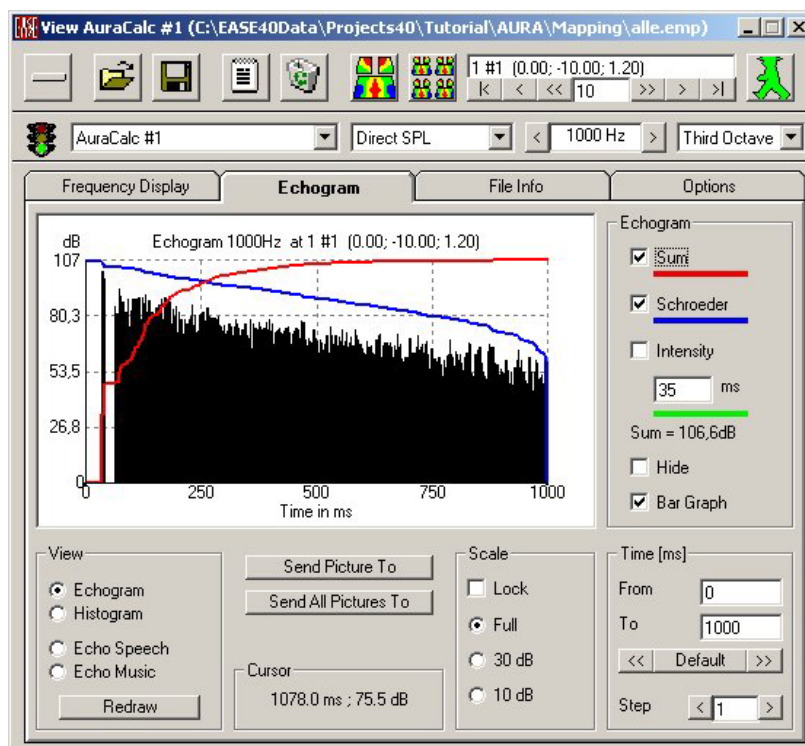 View AuraCalc #1 (C:\EASE40Data\Projects40\Tutorial\AURA\Mapping\alle.emp)
1 #1 (0.00; -10.00; 1.20)
|< < << 10 >> > >|
AuraCalc #1 Direct SPL < 1000 Hz > Third Octave
Frequency Display Echogram File Info Options
dB Echogram 1000Hz at 1 #1 (0.00; -10.00; 1.20)
107
80,3
53,5
26,8
0
0 250 500 750 1000
Time in ms
Echogram
Sum
Schroeder
Intensity
35 ms
Sum = 106,6dB
Hide
Bar Graph
View
Echogram
Histogram
Echo Speech
Echo Music
Redraw
Send Picture To
Send All Pictures To
Cursor
1078.0 ms ; 75.5 dB
Scale
Lock
Full
30 dB
10 dB
Time [ms]
From 0
To 1000
<< Default >>
Step < 1 >